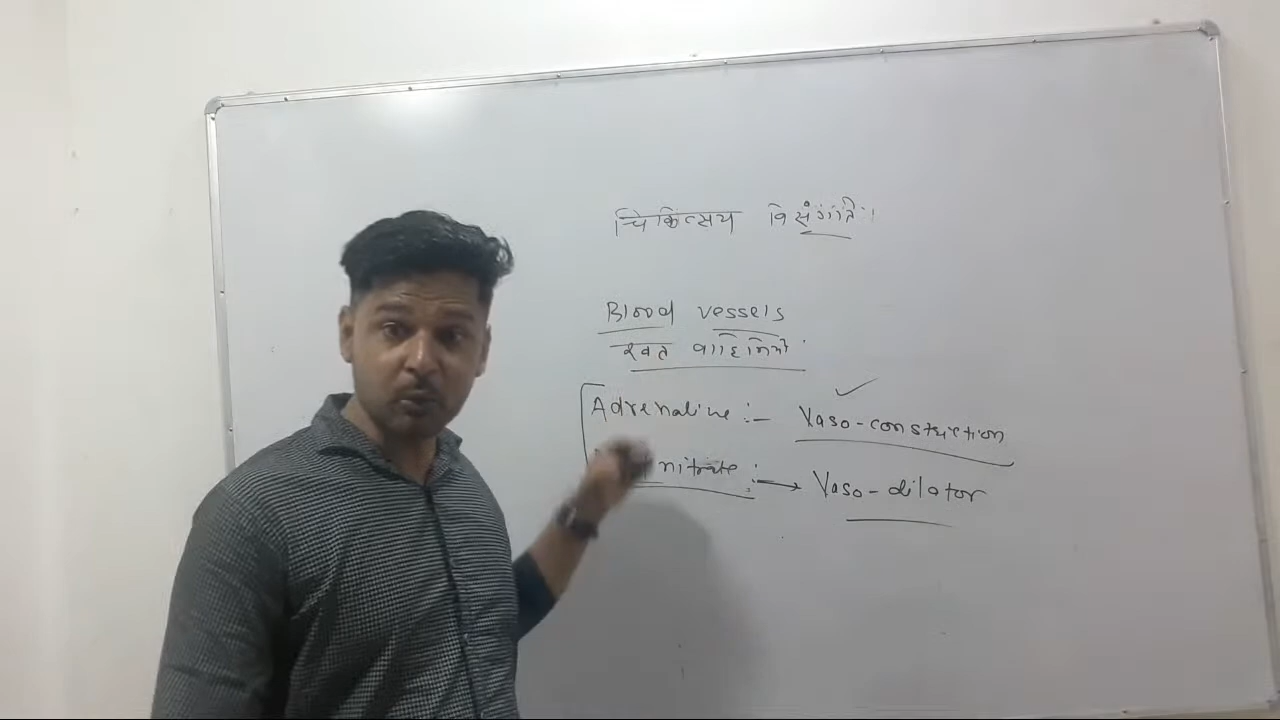 चिकित्सय विसंगति
Blood vessels
रक्त वाहिनियो
Adrenaline :- Vaso-constriction
nitrate :→ Vaso-dilator